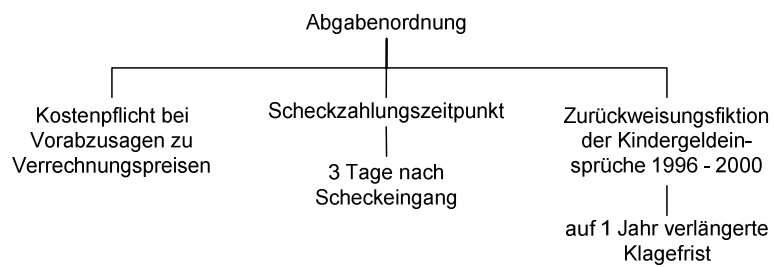 Abgabenordnung
Kostenpflicht bei
Vorabzusagen zu
Verrechnungspreisen
Scheckzahlungszeitpunkt
3 Tage nach
Scheckeingang
Zurückweisungsfiktion
der Kindergeldein-
sprüche 1996 - 2000
auf 1 Jahr verlängerte
Klagefrist